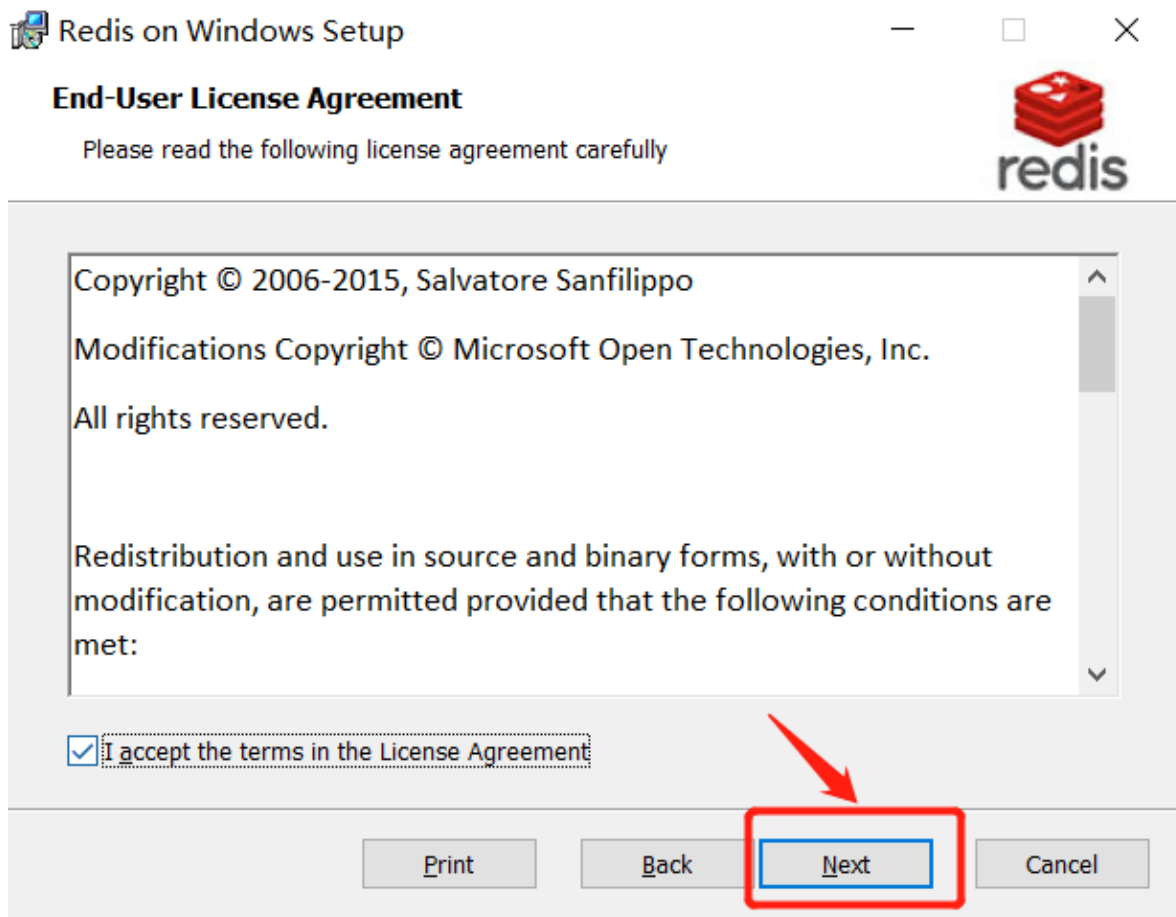 Redis on Windows Setup
End-User License Agreement
Please read the following license agreement carefully
redis
Copyright © 2006-2015, Salvatore Sanfilippo
Modifications Copyright © Microsoft Open Technologies, Inc.
All rights reserved.
Redistribution and use in source and binary forms, with or without
modification, are permitted provided that the following conditions are
met:
I accept the terms in the License Agreement
Print Back Next Cancel